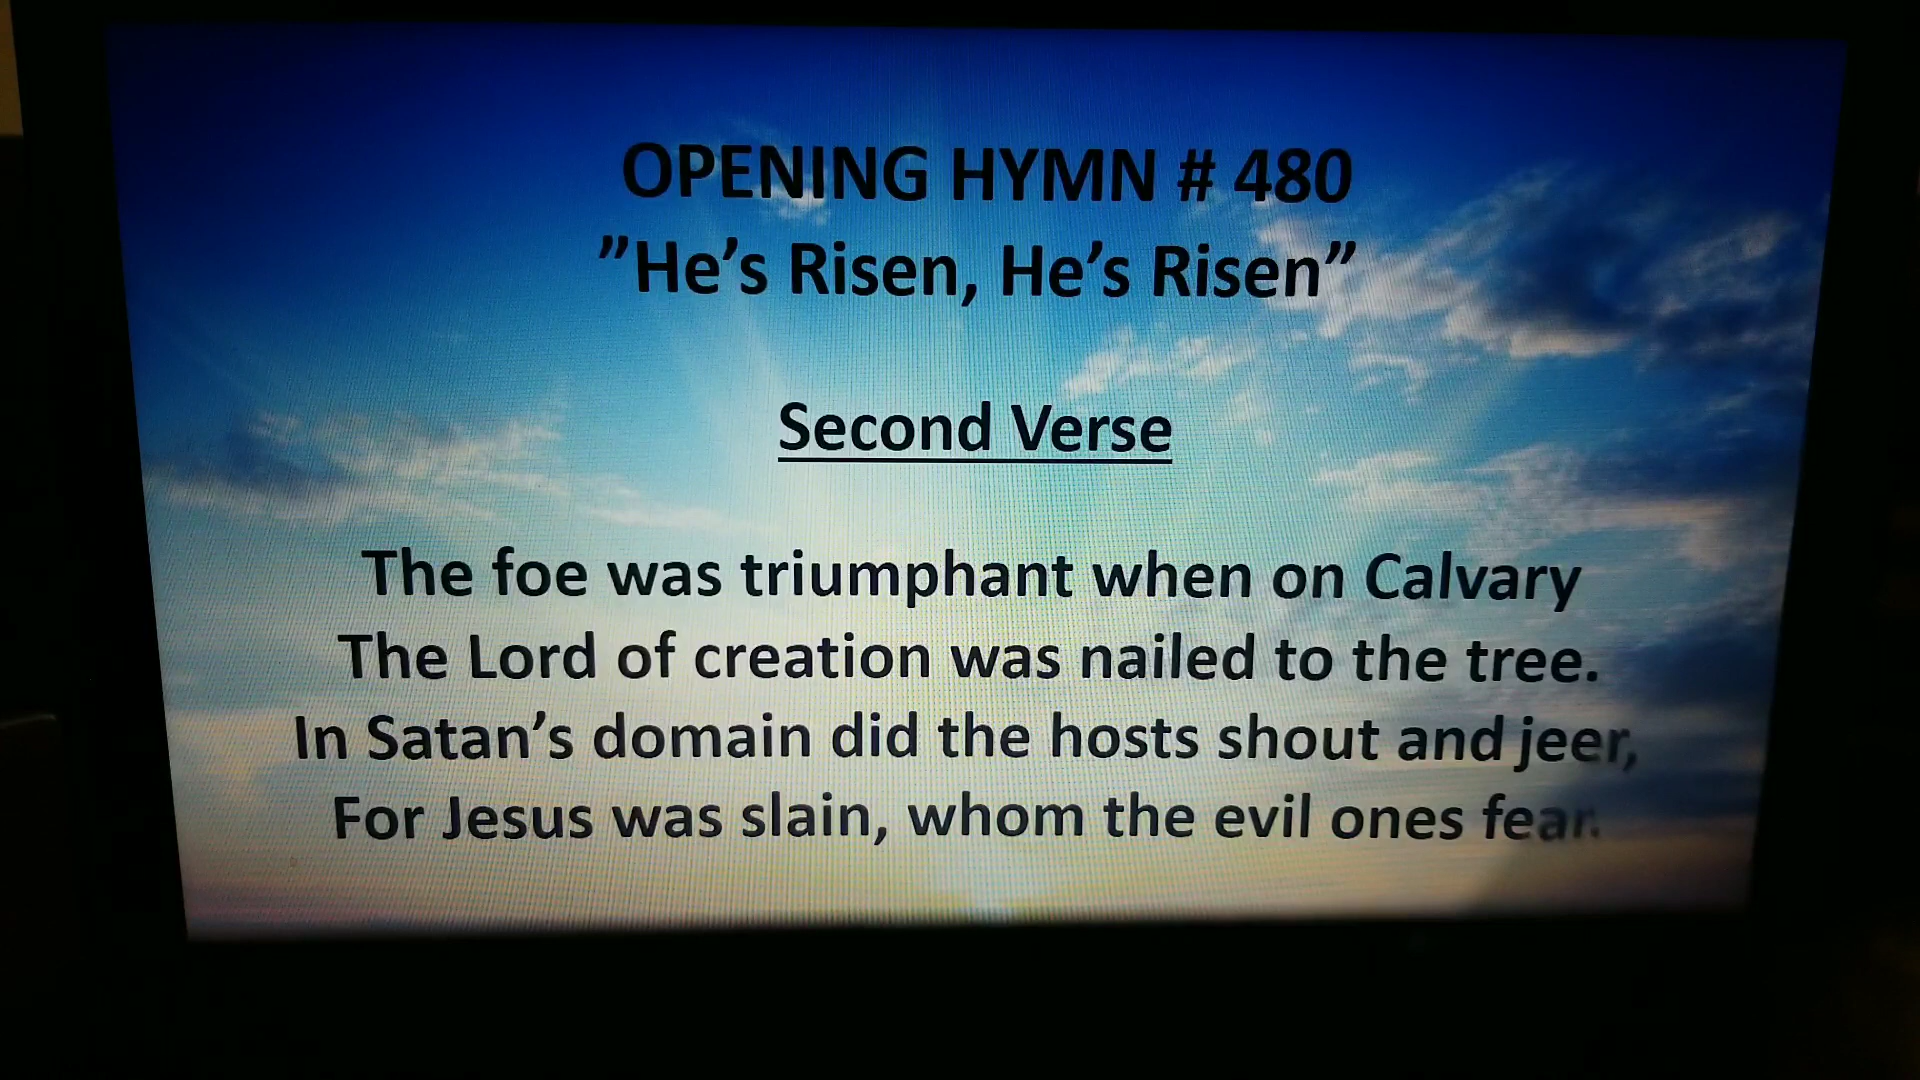 OPENING HYMN # 480
”He’s Risen, He’s Risen”
Second Verse
The foe was triumphant when on Calvary
The Lord of creation was nailed to the tree.
In Satan’s domain did the hosts shout and jeer,
For Jesus was slain, whom the evil ones fear.